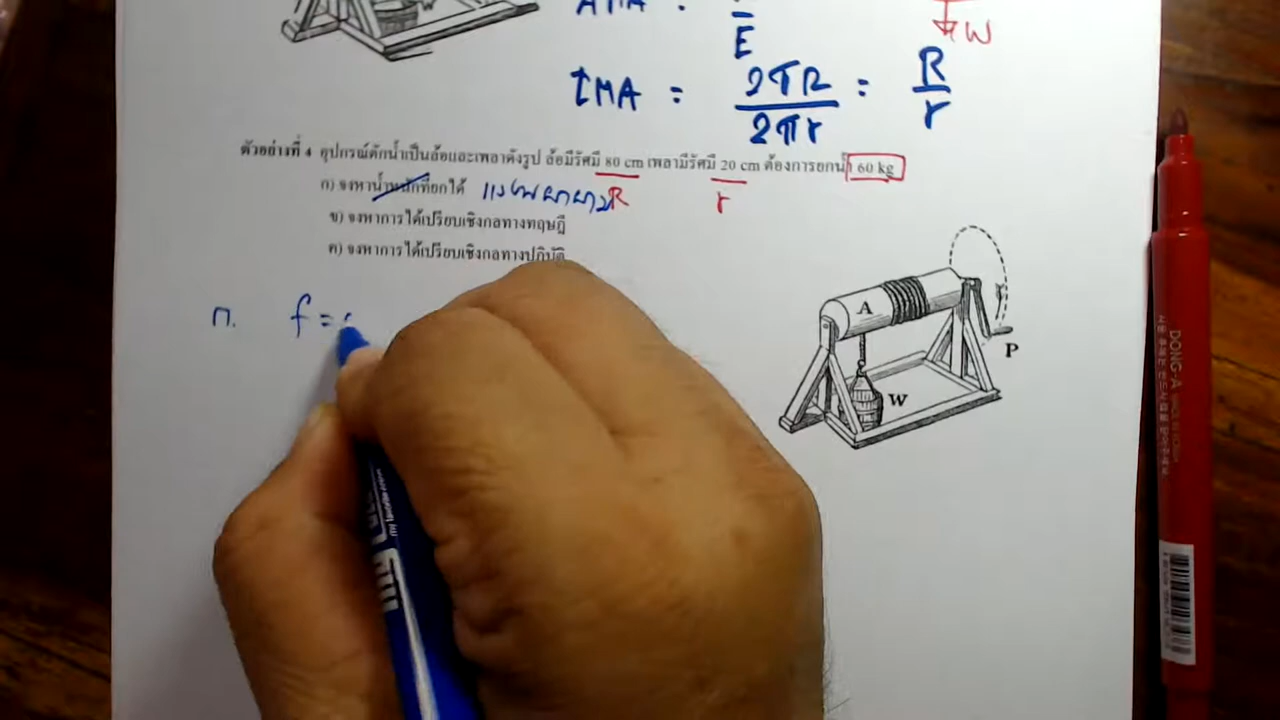 AMA =
E
W
IMA = 2πR = R
2πr r
ตัวอย่างที่ 4 อุปกรณ์ตักน้ำเป็นล้อและเพลาดังรูป ล้อมีรัศมี 80 cm เพลามีรัศมี 20 cm ต้องการยกน้ำ 60 kg
ก) จงหาน้ำหนักที่ยกได้ แรงพยายาม R r
ข) จงหาการได้เปรียบเชิงกลทางทฤษฎี
ค) จงหาการได้เปรียบเชิงกลทางปฏิบัติ
ก. f =
A
P
W
DONG-A
my favorite